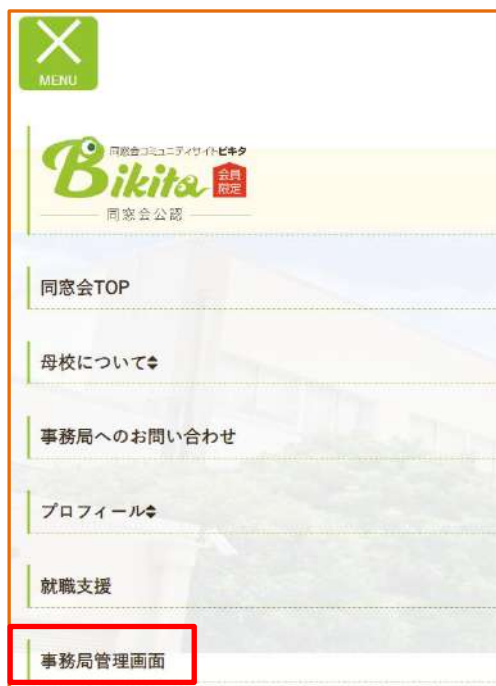 MENU
同窓会コミュニティサイトビキタ
Bikita
会員
限定
同窓会公認
同窓会TOP
母校について
事務局へのお問い合わせ
プロフィール
就職支援
事務局管理画面